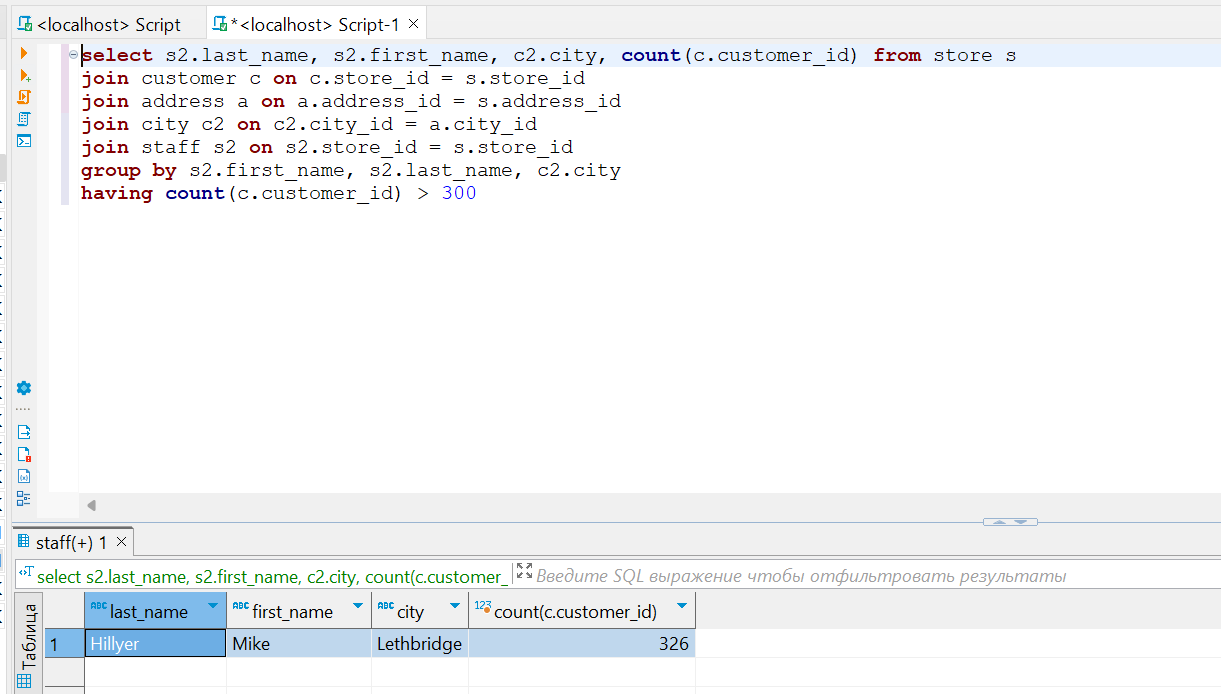 <localhost> Script
*<localhost> Script-1
select s2.last_name, s2.first_name, c2.city, count(c.customer_id) from store s
join customer c on c.store_id = s.store_id
join address a on a.address_id = s.address_id
join city c2 on c2.city_id = a.city_id
join staff s2 on s2.store_id = s.store_id
group by s2.first_name, s2.last_name, c2.city
having count(c.customer_id) > 300
staff(+) 1
select s2.last_name, s2.first_name, c2.city, count(c.customer_
Введите SQL выражение чтобы отфильтровать результаты
Таблица
ABC last_name ABC first_name ABC city 123 count(c.customer_id)
1 Hillyer Mike Lethbridge 326